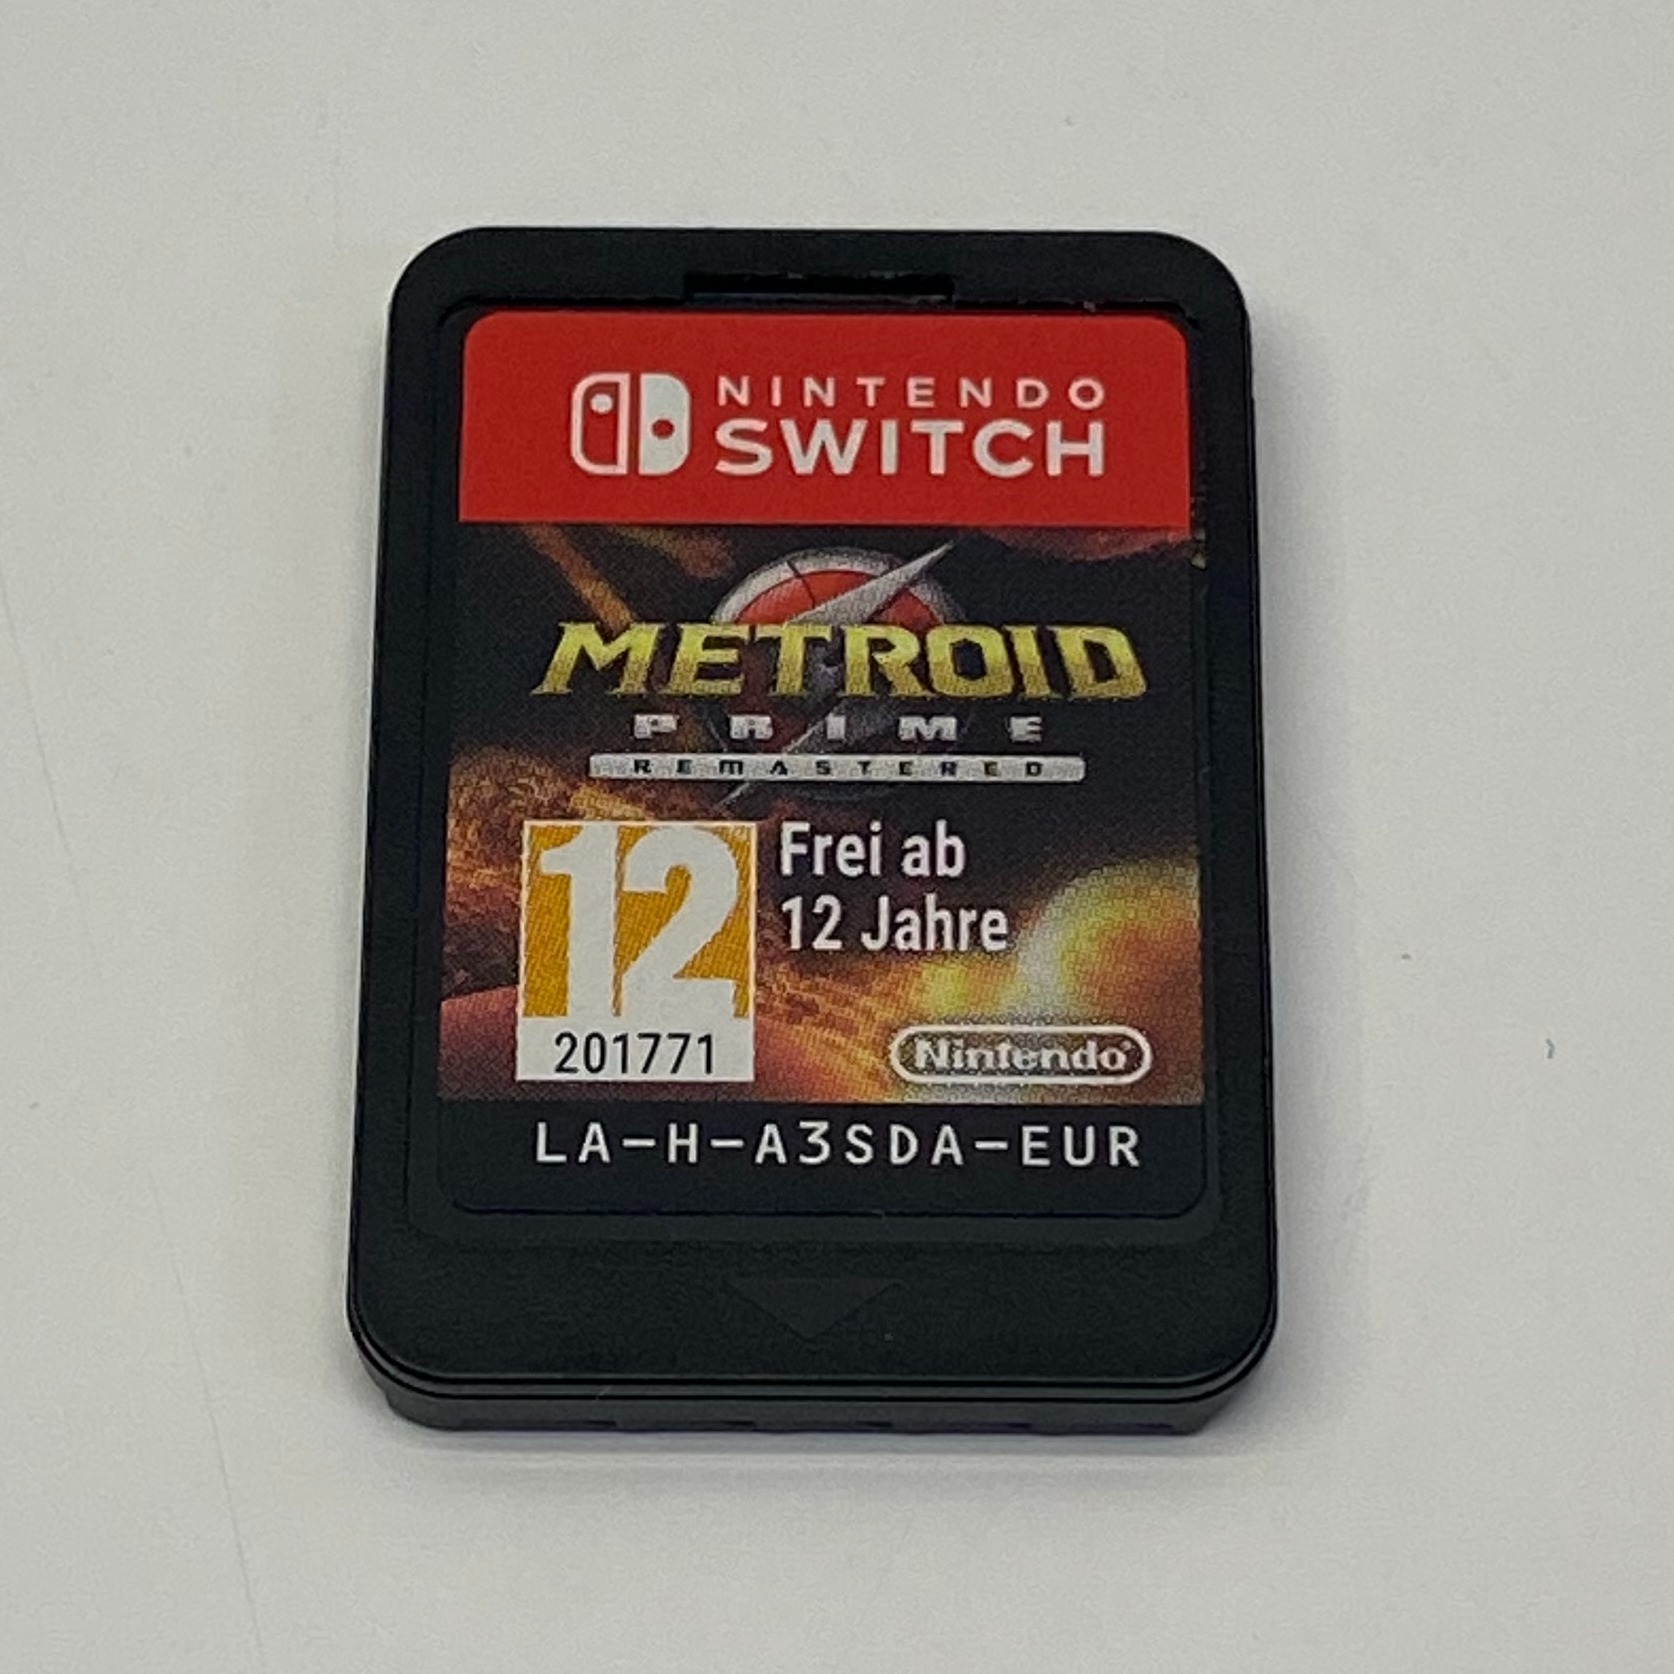 NINTENDO
SWITCH
METROID
PRIME
REMASTERED
12
Frei ab
12 Jahre
201771
Nintendo
LA-H-A3SDA-EUR